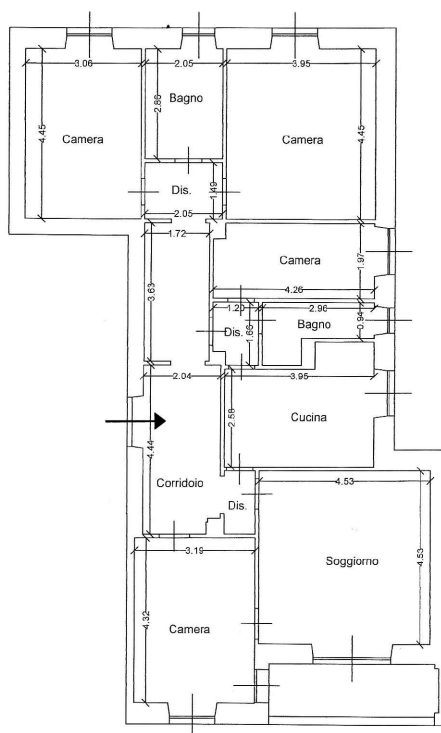 3.06
2.05
3.95
4.45
Camera
2.86
Bagno
Camera
4.45
Dis.
1.49
2.05
1.72
3.63
Camera
1.97
4.26
1.20
2.96
Dis.
1.66
Bagno
0.94
2.04
3.95
2.58
Cucina
4.44
Corridoio
Dis.
4.53
3.19
Soggiorno
4.53
4.32
Camera